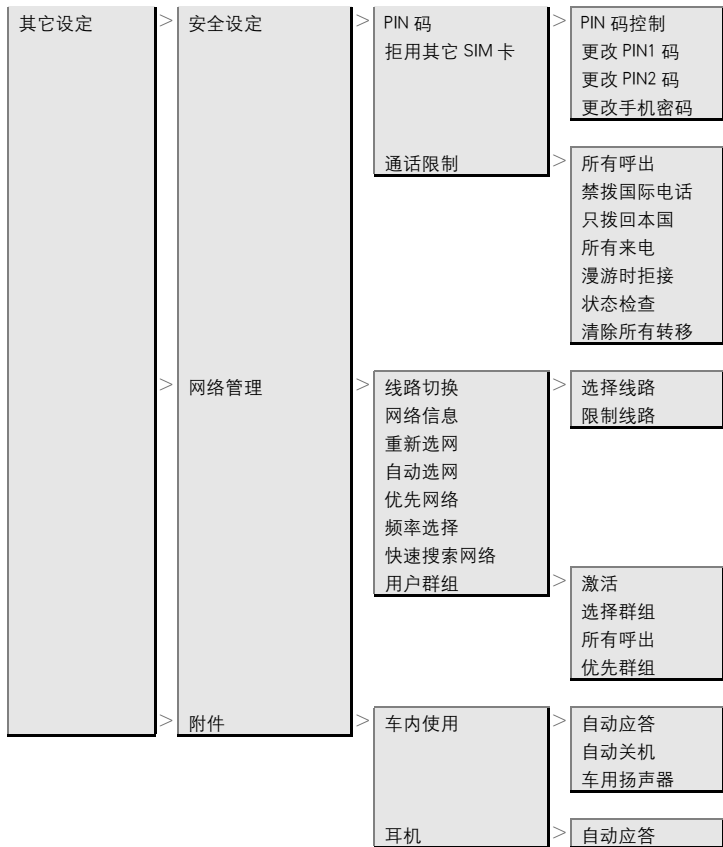 其它设定 > 安全设定 > PIN 码 > PIN 码控制
拒用其它 SIM 卡 更改 PIN1 码
更改 PIN2 码
更改手机密码
通话限制 > 所有呼出
禁拨国际电话
只拨回本国
所有来电
漫游时拒接
状态检查
清除所有转移
> 网络管理 > 线路切换 > 选择线路
网络信息 限制线路
重新选网
自动选网
优先网络
频率选择
快速搜索网络
用户群组 > 激活
选择群组
所有呼出
优先群组
> 附件 > 车内使用 > 自动应答
自动关机
车用扬声器
耳机 > 自动应答